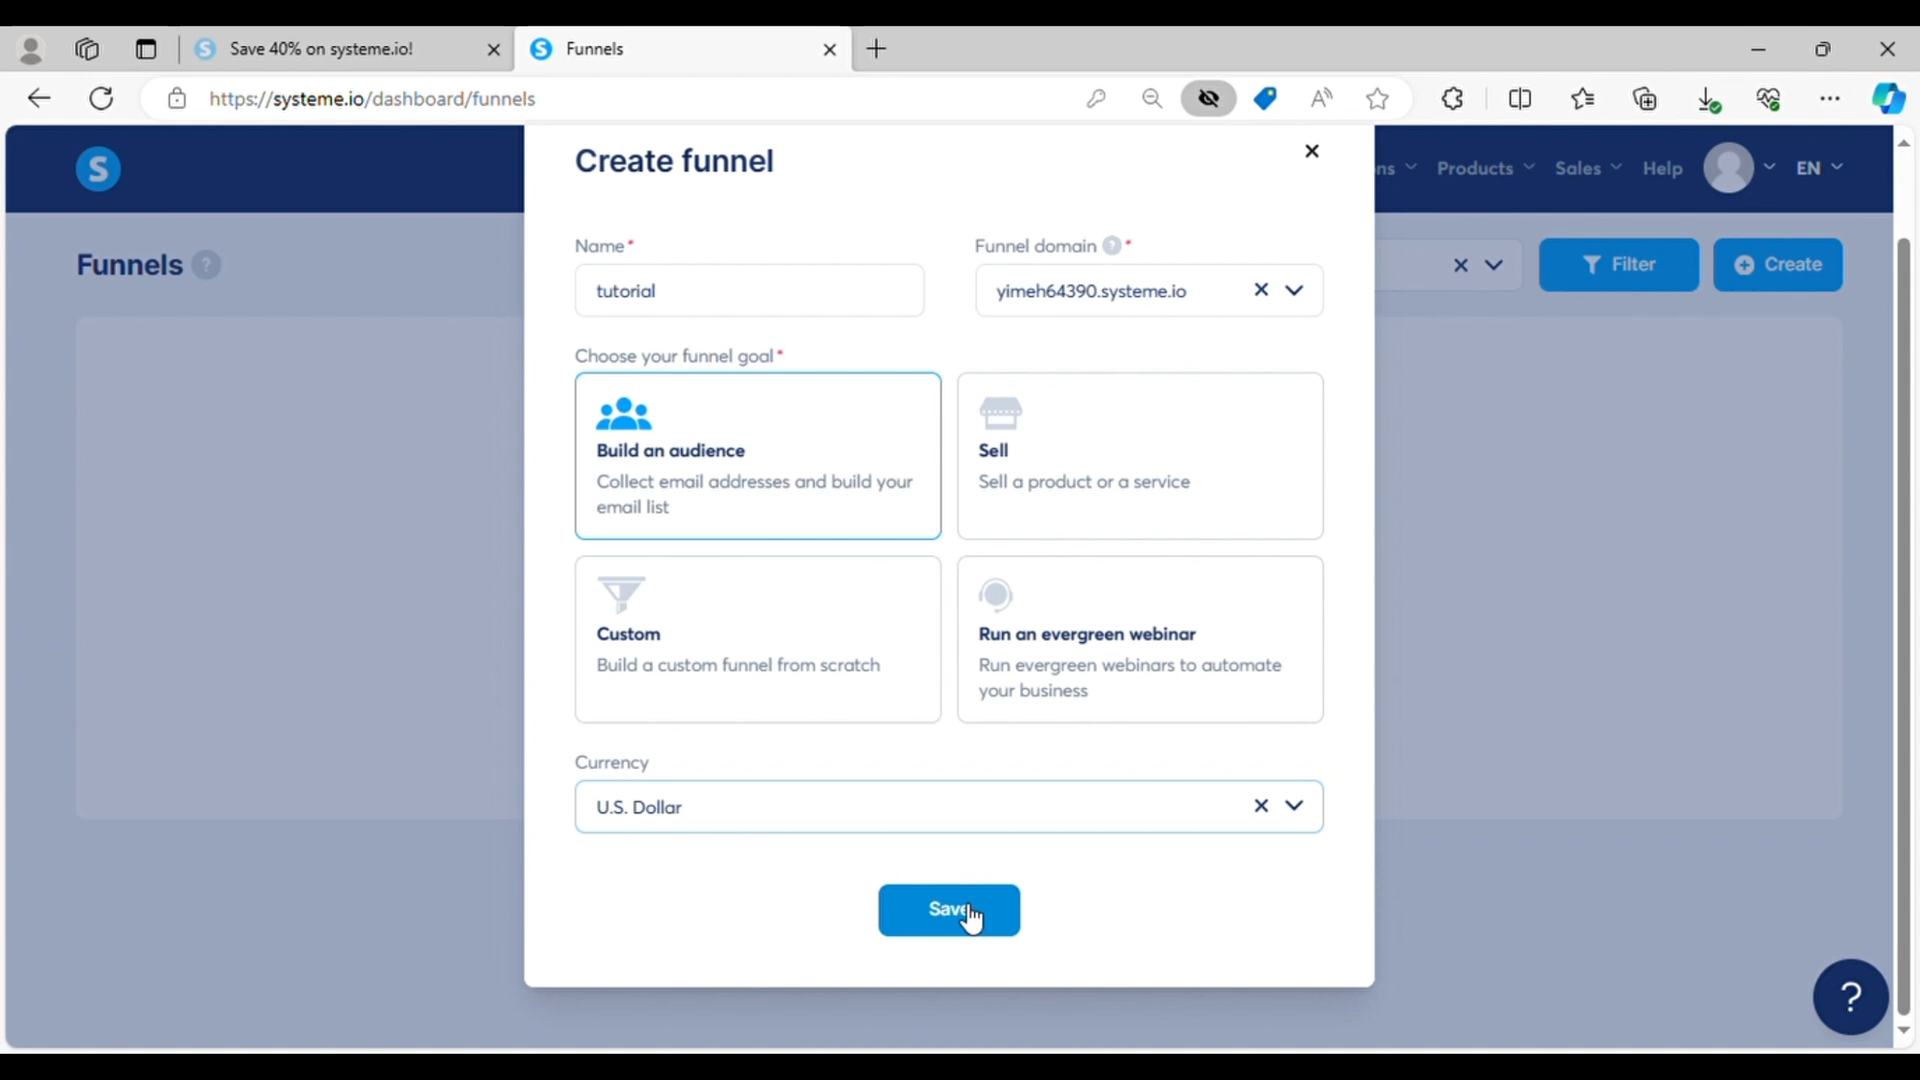 Save 40% on systeme.io!
Funnels
https://systeme.io/dashboard/funnels
S
Create funnel
ns
Products
Sales
Help
EN
Funnels ?
Filter
Create
Name*
Funnel domain ? *
tutorial
yimeh64390.systeme.io
Choose your funnel goal*
Build an audience
Collect email addresses and build your
email list
Sell
Sell a product or a service
Custom
Build a custom funnel from scratch
Run an evergreen webinar
Run evergreen webinars to automate
your business
Currency
U.S. Dollar
Save
?